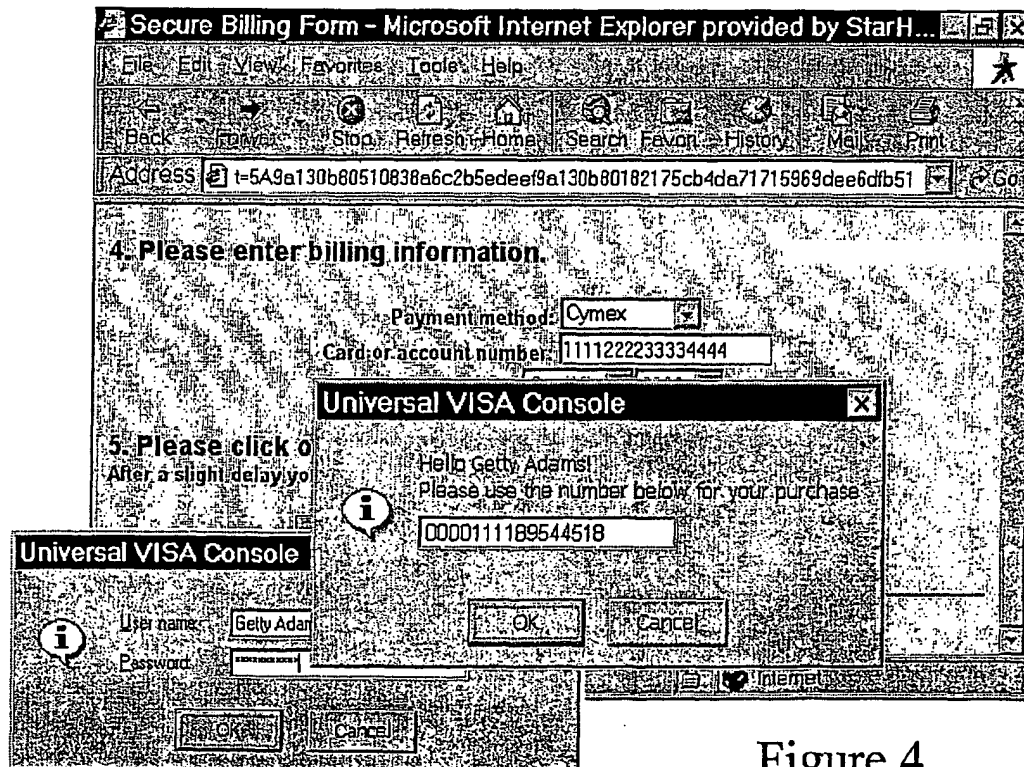 Secure Billing Form - Microsoft Internet Explorer provided by StarH...
File Edit View Favorites Tools Help
Back Stop Refresh Home Search Favor.. History Mail Print
Address t=5A9a130b80510838a6c2b5edeef9a130b80182175cb4da71715969dee6dfb51 Go
4. Please enter billing information.
Payment method: Cymex
Card or account number: 1111222233334444
Universal VISA Console
Hello Getty Adams!
Please use the number below for your purchase
0000111189544518
OK Cancel
5. Please click o
After a slight delay yo
Universal VISA Console
User name: Getty Adam
Password: **********
OK Cancel
Internet
Figure 4